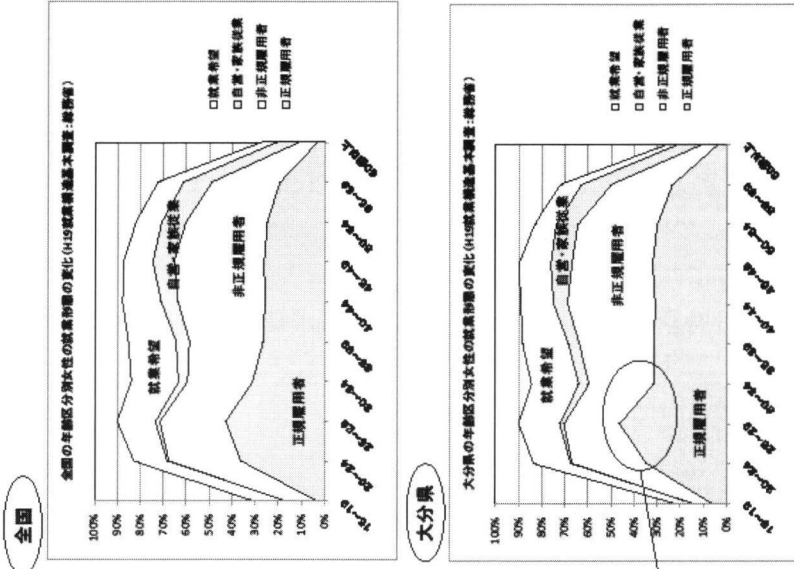 全国
全国の年齢区分別女性の就業形態の変化(H19就業構造基本調査:総務省)
100%
90%
80%
70%
60%
50%
40%
30%
20%
10%
0%
就業希望
自営・家族従業
非正規雇用者
正規雇用者
□就業希望
□自営・家族従業
□非正規雇用者
□正規雇用者
15~19
20~24
25~29
30~34
35~39
40~44
45~49
50~54
55~59
60歳以上
大分県
大分県の年齢区分別女性の就業形態の変化(H19就業構造基本調査:総務省)
100%
90%
80%
70%
60%
50%
40%
30%
20%
10%
0%
就業希望
自営・家族従業
非正規雇用者
正規雇用者
□就業希望
□自営・家族従業
□非正規雇用者
□正規雇用者
15~19
20~24
25~29
30~34
35~39
40~44
45~49
50~54
55~59
60歳以上